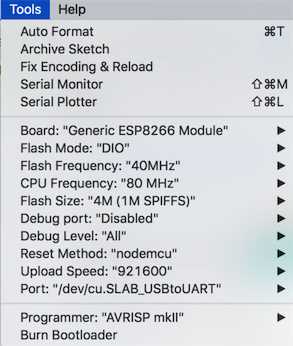 Tools Help
Auto Format ⌘T
Archive Sketch
Fix Encoding & Reload
Serial Monitor ⇧⌘M
Serial Plotter ⇧⌘L
Board: "Generic ESP8266 Module" ▶
Flash Mode: "DIO" ▶
Flash Frequency: "40MHz" ▶
CPU Frequency: "80 MHz" ▶
Flash Size: "4M (1M SPIFFS)" ▶
Debug port: "Disabled" ▶
Debug Level: "All" ▶
Reset Method: "nodemcu" ▶
Upload Speed: "921600" ▶
Port: "/dev/cu.SLAB_USBtoUART" ▶
Programmer: "AVRISP mkII" ▶
Burn Bootloader